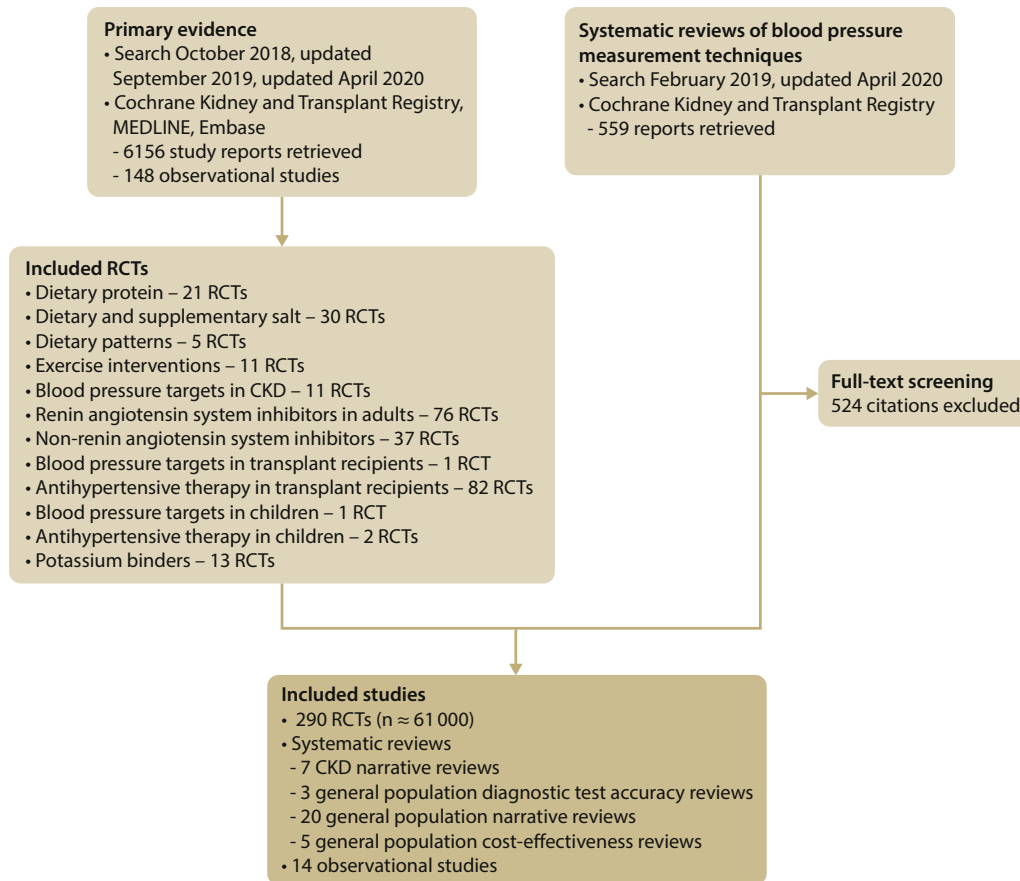 Primary evidence
• Search October 2018, updated
September 2019, updated April 2020
• Cochrane Kidney and Transplant Registry,
MEDLINE, Embase
- 6156 study reports retrieved
- 148 observational studies
Systematic reviews of blood pressure
measurement techniques
• Search February 2019, updated April 2020
• Cochrane Kidney and Transplant Registry
- 559 reports retrieved
Included RCTs
• Dietary protein – 21 RCTs
• Dietary and supplementary salt – 30 RCTs
• Dietary patterns – 5 RCTs
• Exercise interventions – 11 RCTs
• Blood pressure targets in CKD – 11 RCTs
• Renin angiotensin system inhibitors in adults – 76 RCTs
• Non-renin angiotensin system inhibitors – 37 RCTs
• Blood pressure targets in transplant recipients – 1 RCT
• Antihypertensive therapy in transplant recipients – 82 RCTs
• Blood pressure targets in children – 1 RCT
• Antihypertensive therapy in children – 2 RCTs
• Potassium binders – 13 RCTs
Full-text screening
524 citations excluded
Included studies
• 290 RCTs (n ≈ 61 000)
• Systematic reviews
- 7 CKD narrative reviews
- 3 general population diagnostic test accuracy reviews
- 20 general population narrative reviews
- 5 general population cost-effectiveness reviews
• 14 observational studies